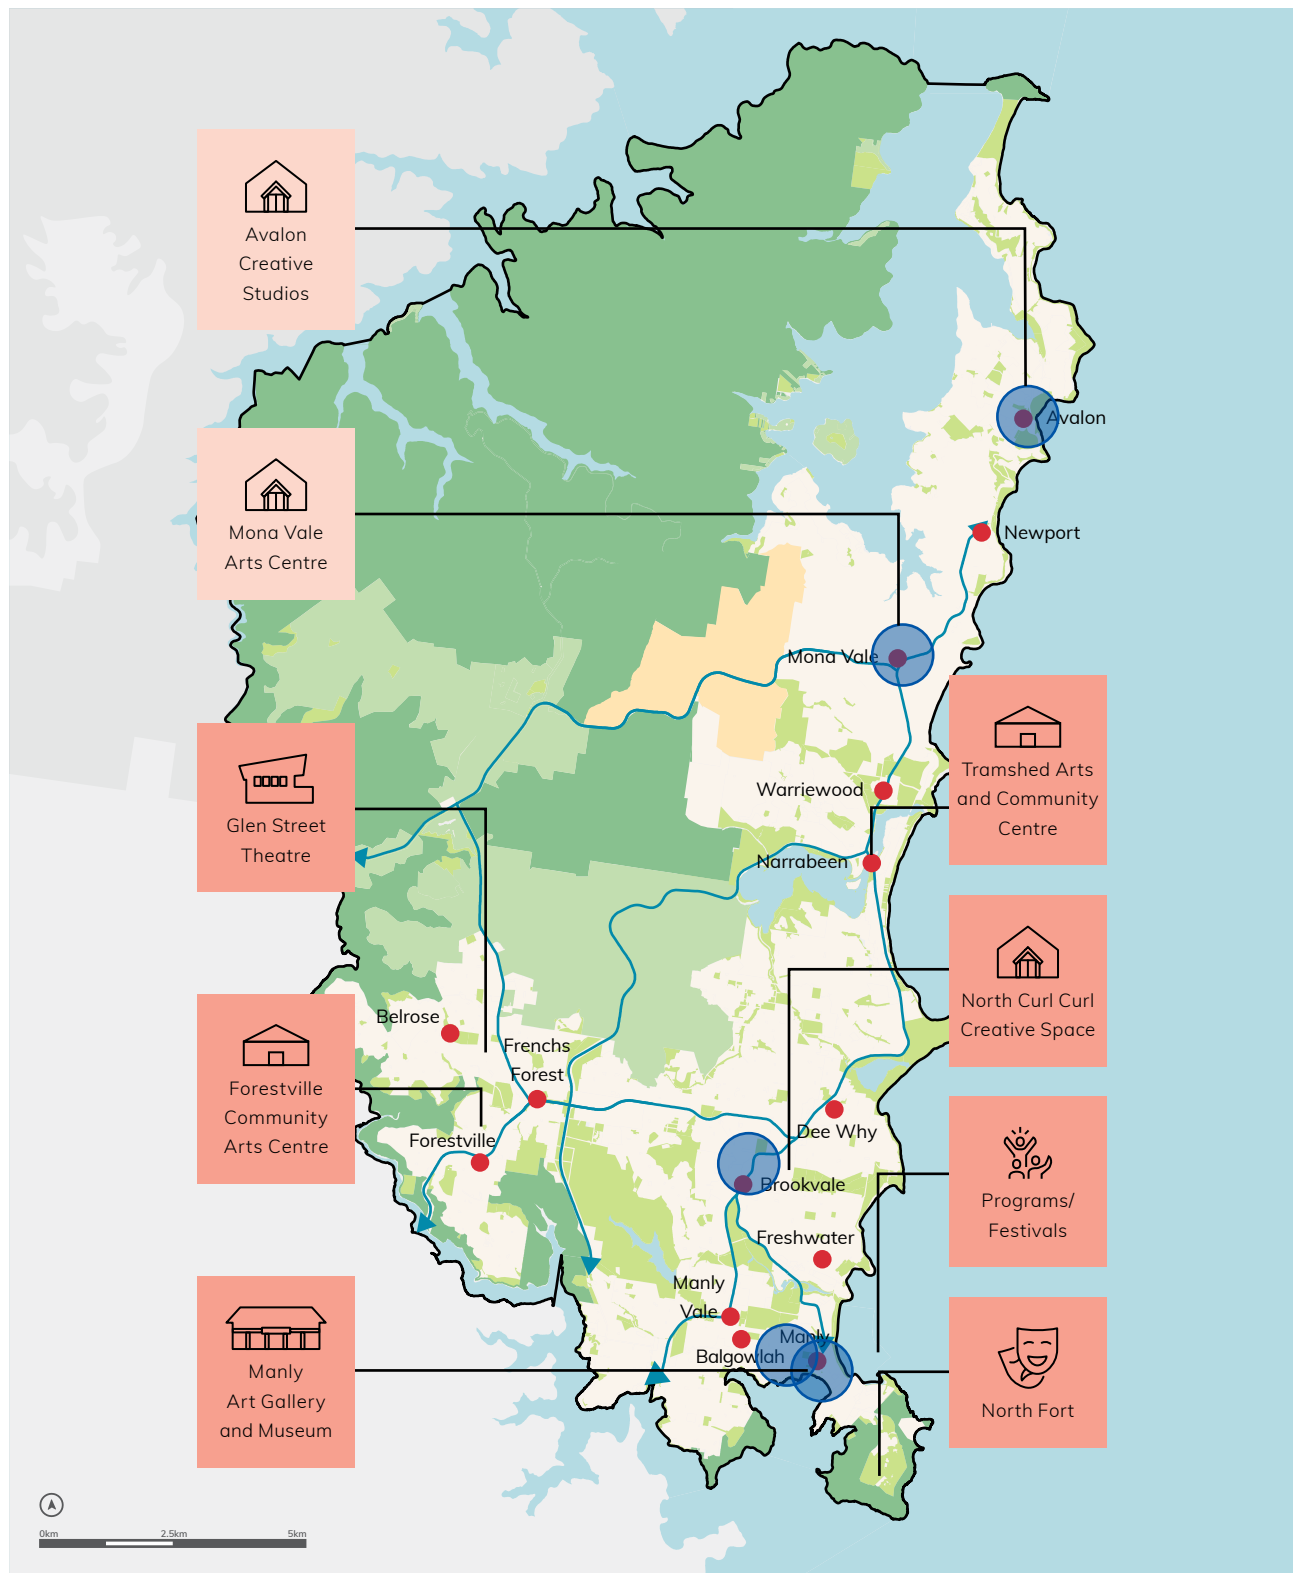 Avalon
Creative
Studios
Avalon
Mona Vale
Arts Centre
Newport
Mona Vale
Tramshed Arts
and Community
Centre
Warriewood
Glen Street
Theatre
Narrabeen
North Curl Curl
Creative Space
Belrose
Frenchs
Forest
Forestville
Community
Arts Centre
Dee Why
Forestville
Brookvale
Programs/
Festivals
Freshwater
Manly
Vale
Manly
Balgowlah
Manly
Art Gallery
and Museum
North Fort
0km
2.5km
5km